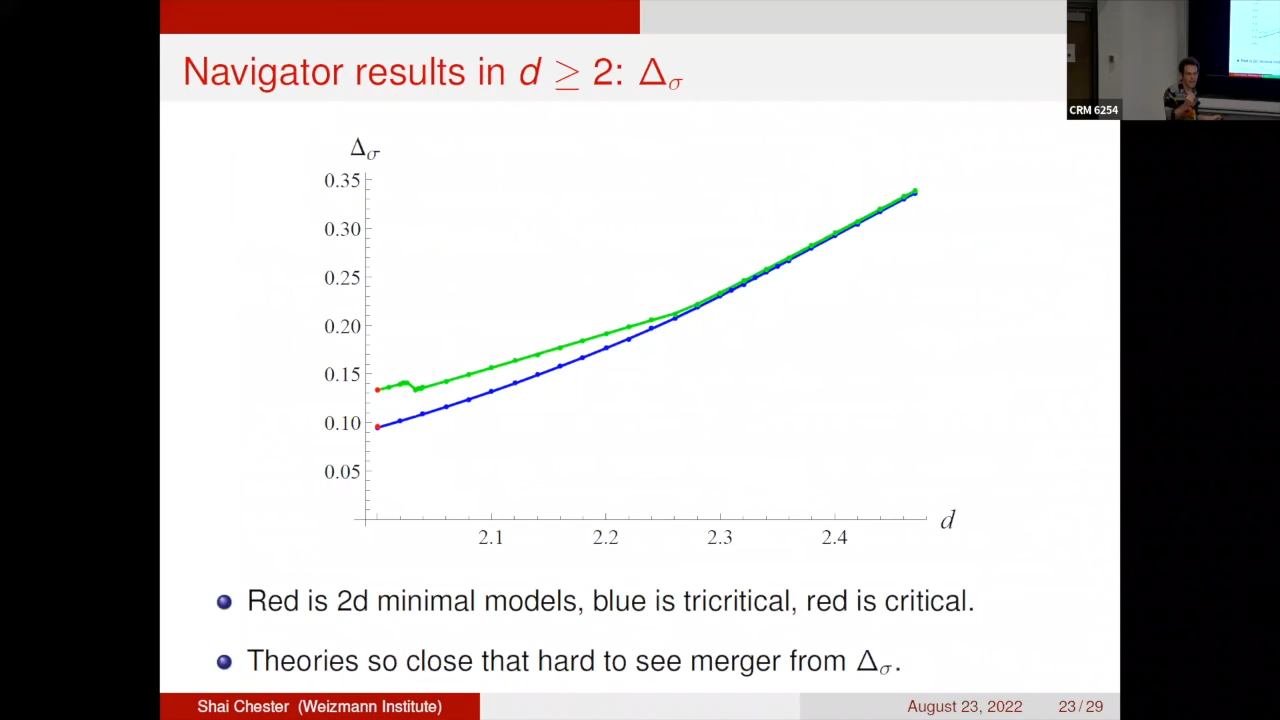 Navigator results in d ≥ 2: Δσ
CRM 6254
Δσ
0.35
0.30
0.25
0.20
0.15
0.10
0.05
2.1 2.2 2.3 2.4 d
Red is 2d minimal models, blue is tricritical, red is critical.
Theories so close that hard to see merger from Δσ.
Shai Chester (Weizmann Institute) August 23, 2022 23/29